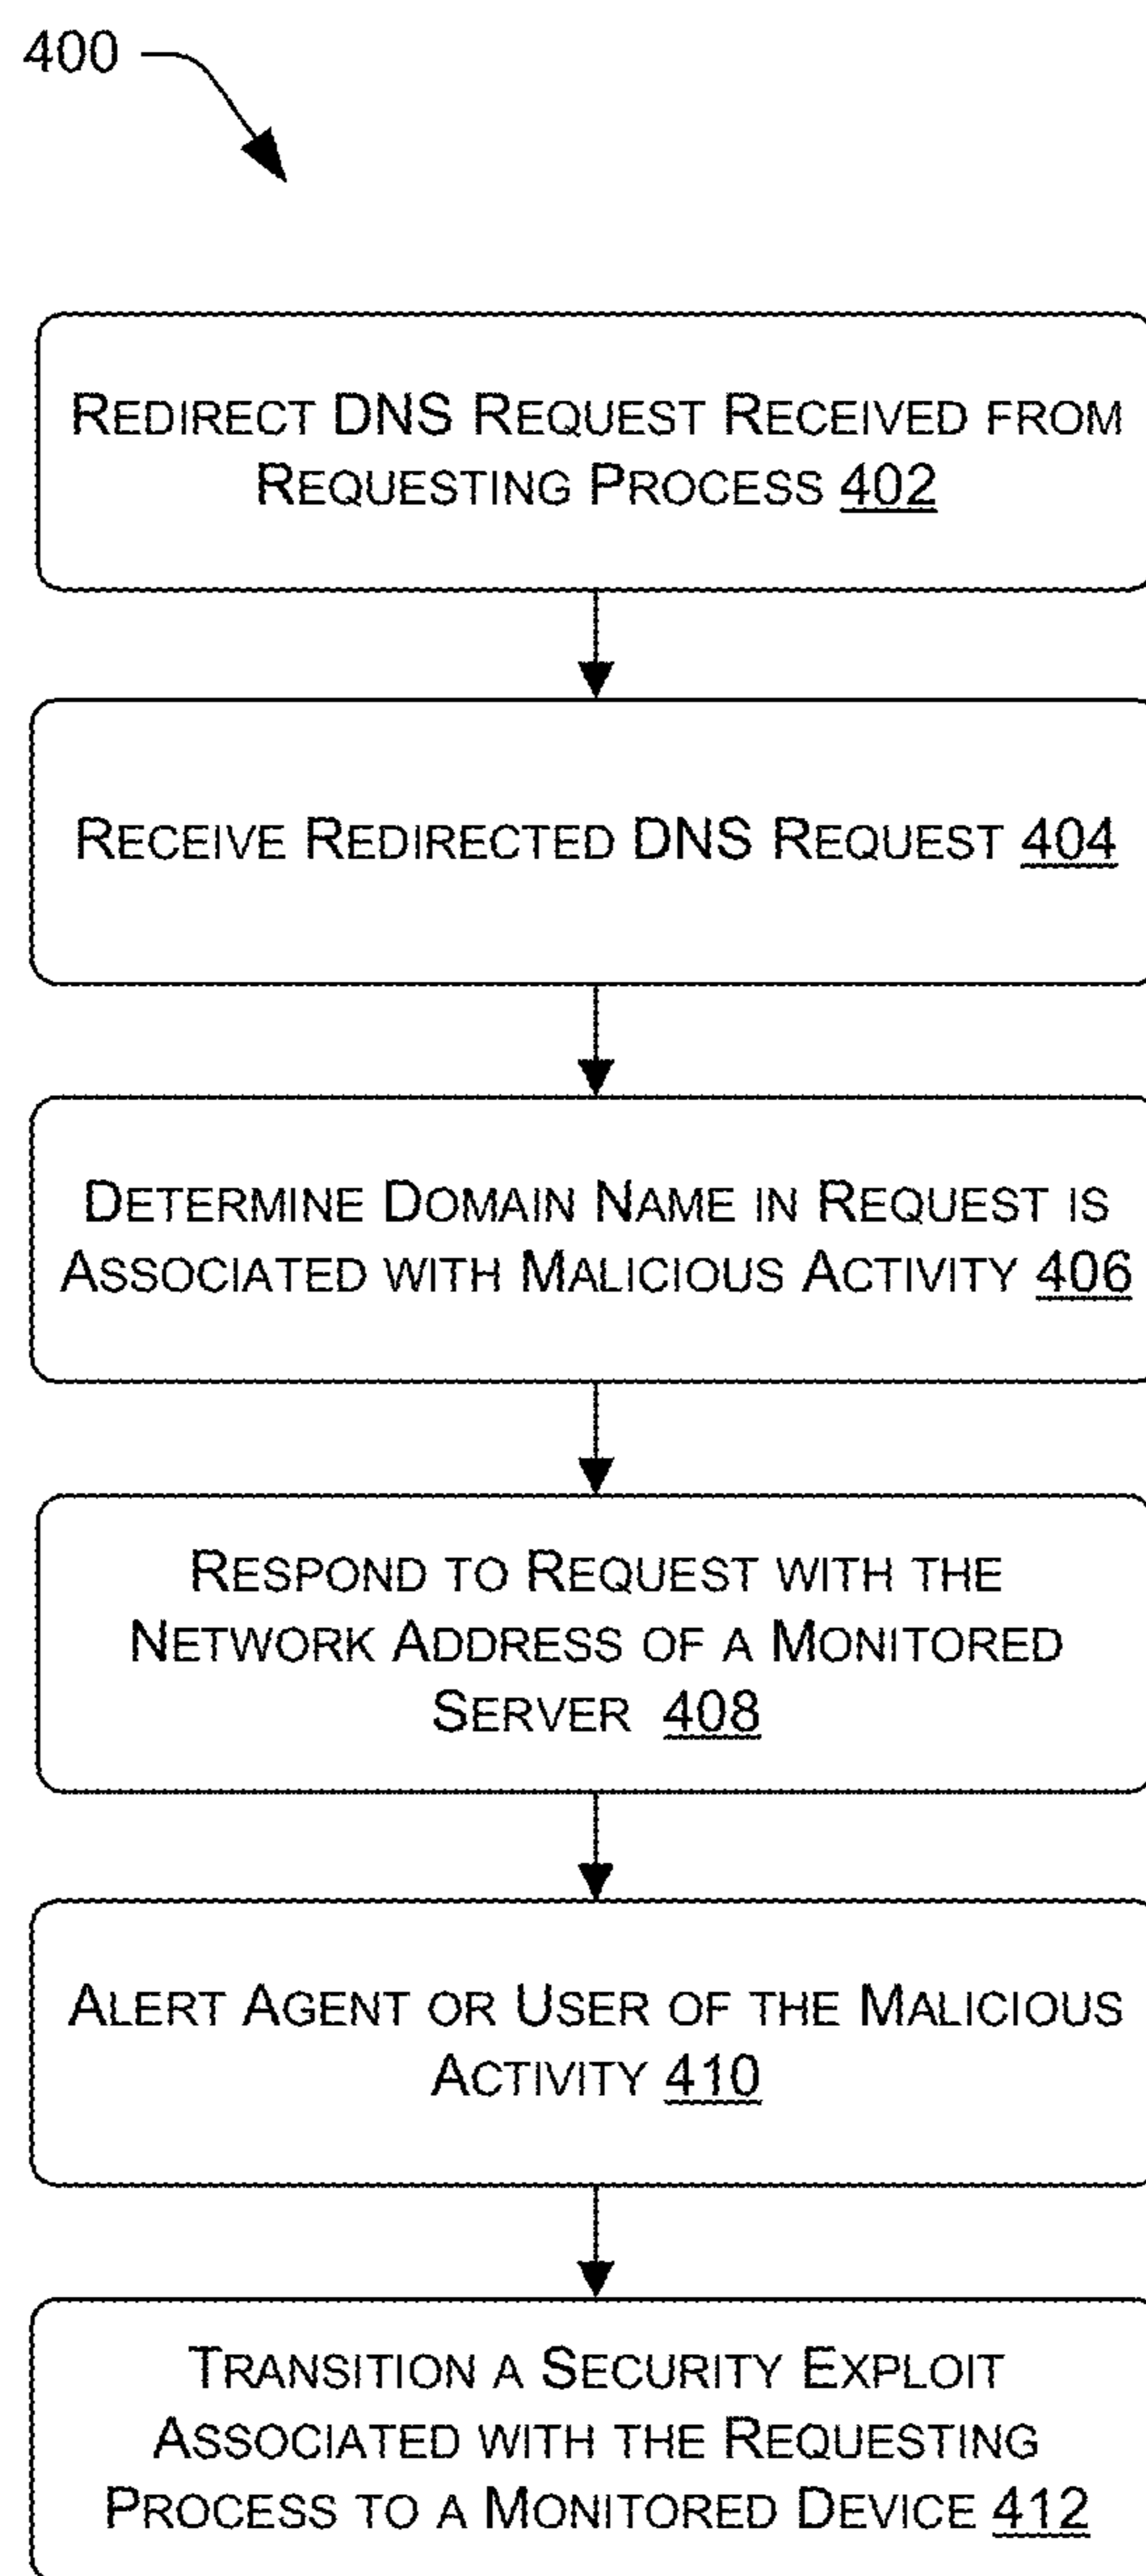 400
REDIRECT DNS REQUEST RECEIVED FROM
REQUESTING PROCESS 402
RECEIVE REDIRECTED DNS REQUEST 404
DETERMINE DOMAIN NAME IN REQUEST IS
ASSOCIATED WITH MALICIOUS ACTIVITY 406
RESPOND TO REQUEST WITH THE
NETWORK ADDRESS OF A MONITORED
SERVER 408
ALERT AGENT OR USER OF THE MALICIOUS
ACTIVITY 410
TRANSITION A SECURITY EXPLOIT
ASSOCIATED WITH THE REQUESTING
PROCESS TO A MONITORED DEVICE 412